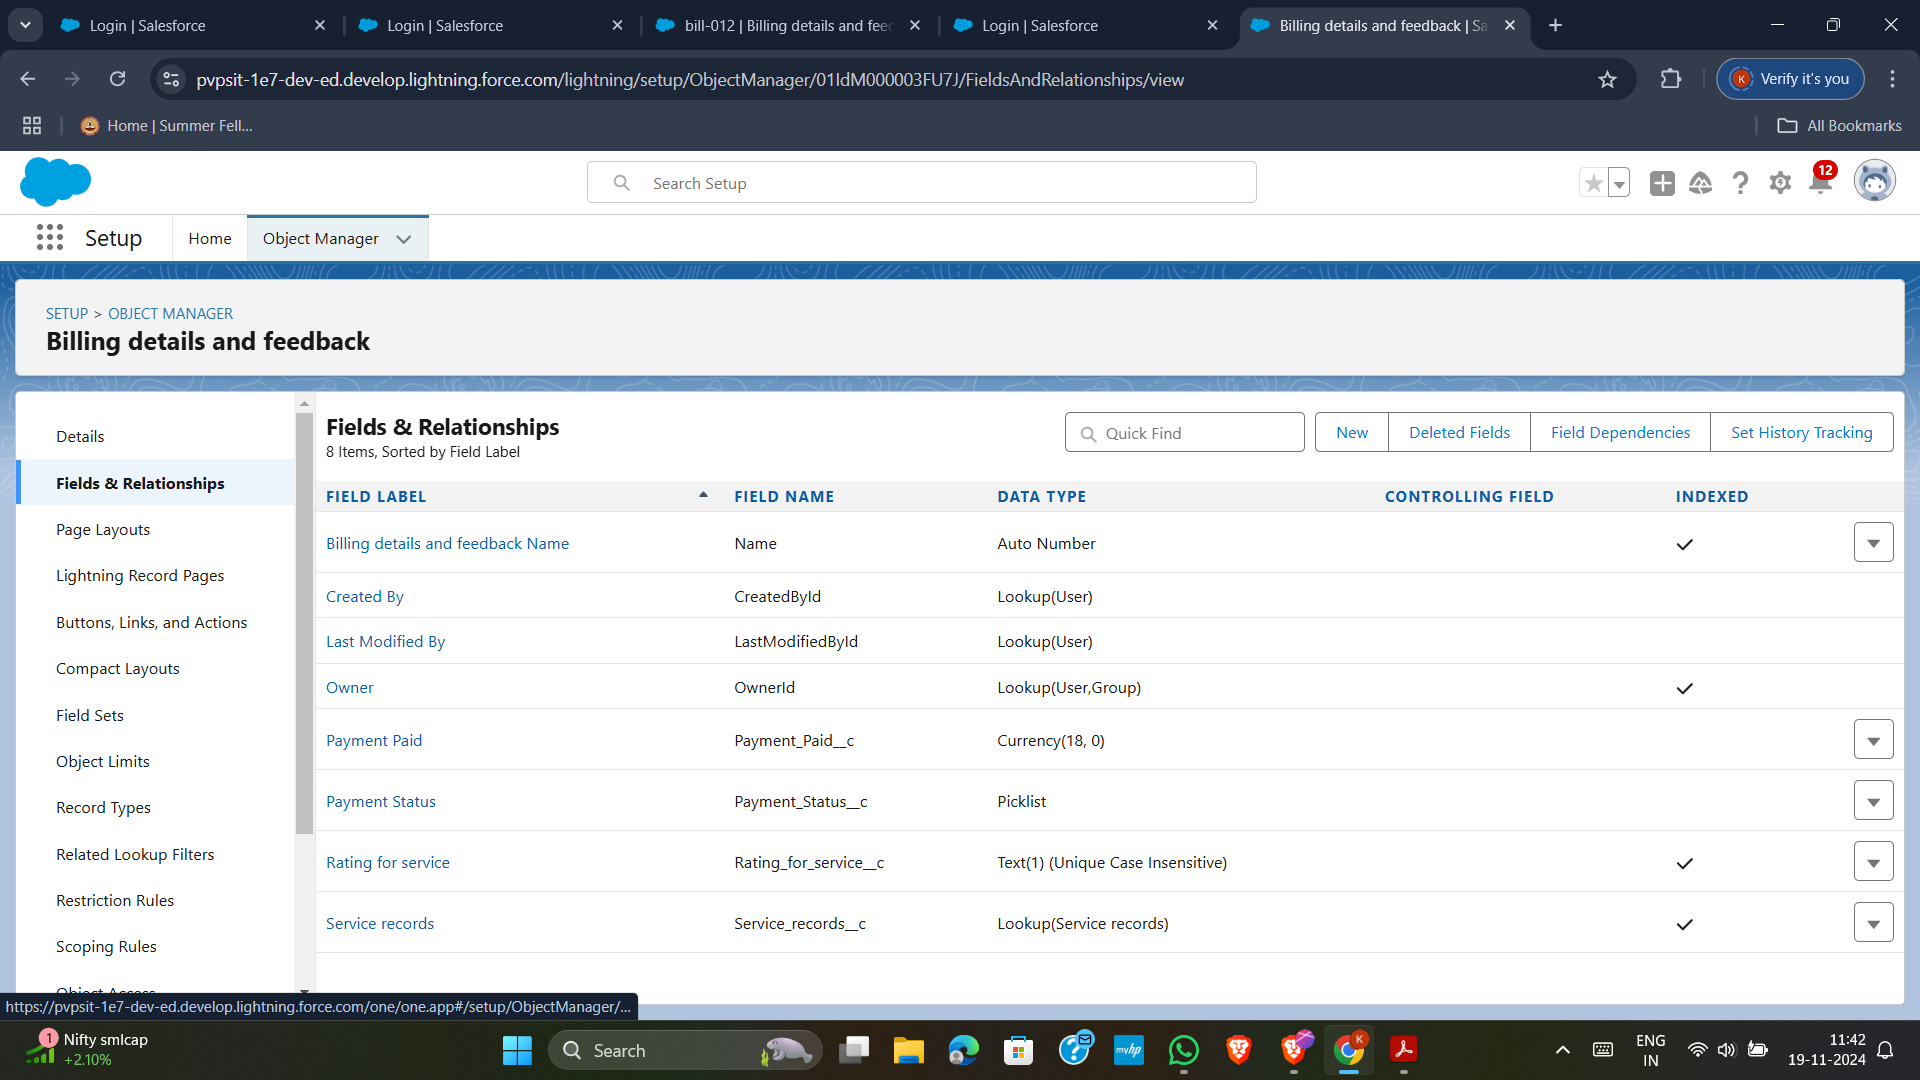 Login | Salesforce
Login | Salesforce
bill-012 | Billing details and feed
Login | Salesforce
Billing details and feedback | Sa
pvpsit-1e7-dev-ed.develop.lightning.force.com/lightning/setup/ObjectManager/01IdM000003FU7J/FieldsAndRelationships/view
K
Verify it's you
Home | Summer Fell...
All Bookmarks
Search Setup
12
Setup
Home
Object Manager
SETUP > OBJECT MANAGER
Billing details and feedback
Details
Fields & Relationships
Page Layouts
Lightning Record Pages
Buttons, Links, and Actions
Compact Layouts
Field Sets
Object Limits
Record Types
Related Lookup Filters
Restriction Rules
Scoping Rules
Object Access
Fields & Relationships
8 Items, Sorted by Field Label
Quick Find
New
Deleted Fields
Field Dependencies
Set History Tracking
FIELD LABEL FIELD NAME DATA TYPE CONTROLLING FIELD INDEXED
Billing details and feedback Name Name Auto Number
Created By CreatedById Lookup(User)
Last Modified By LastModifiedById Lookup(User)
Owner OwnerId Lookup(User,Group)
Payment Paid Payment_Paid__c Currency(18, 0)
Payment Status Payment_Status__c Picklist
Rating for service Rating_for_service__c Text(1) (Unique Case Insensitive)
Service records Service_records__c Lookup(Service records)
https://pvpsit-1e7-dev-ed.develop.lightning.force.com/one/one.app#/setup/ObjectManager/...
1
Nifty smlcap
+2.10%
Search
myhp
K
ENG
IN
11:42
19-11-2024